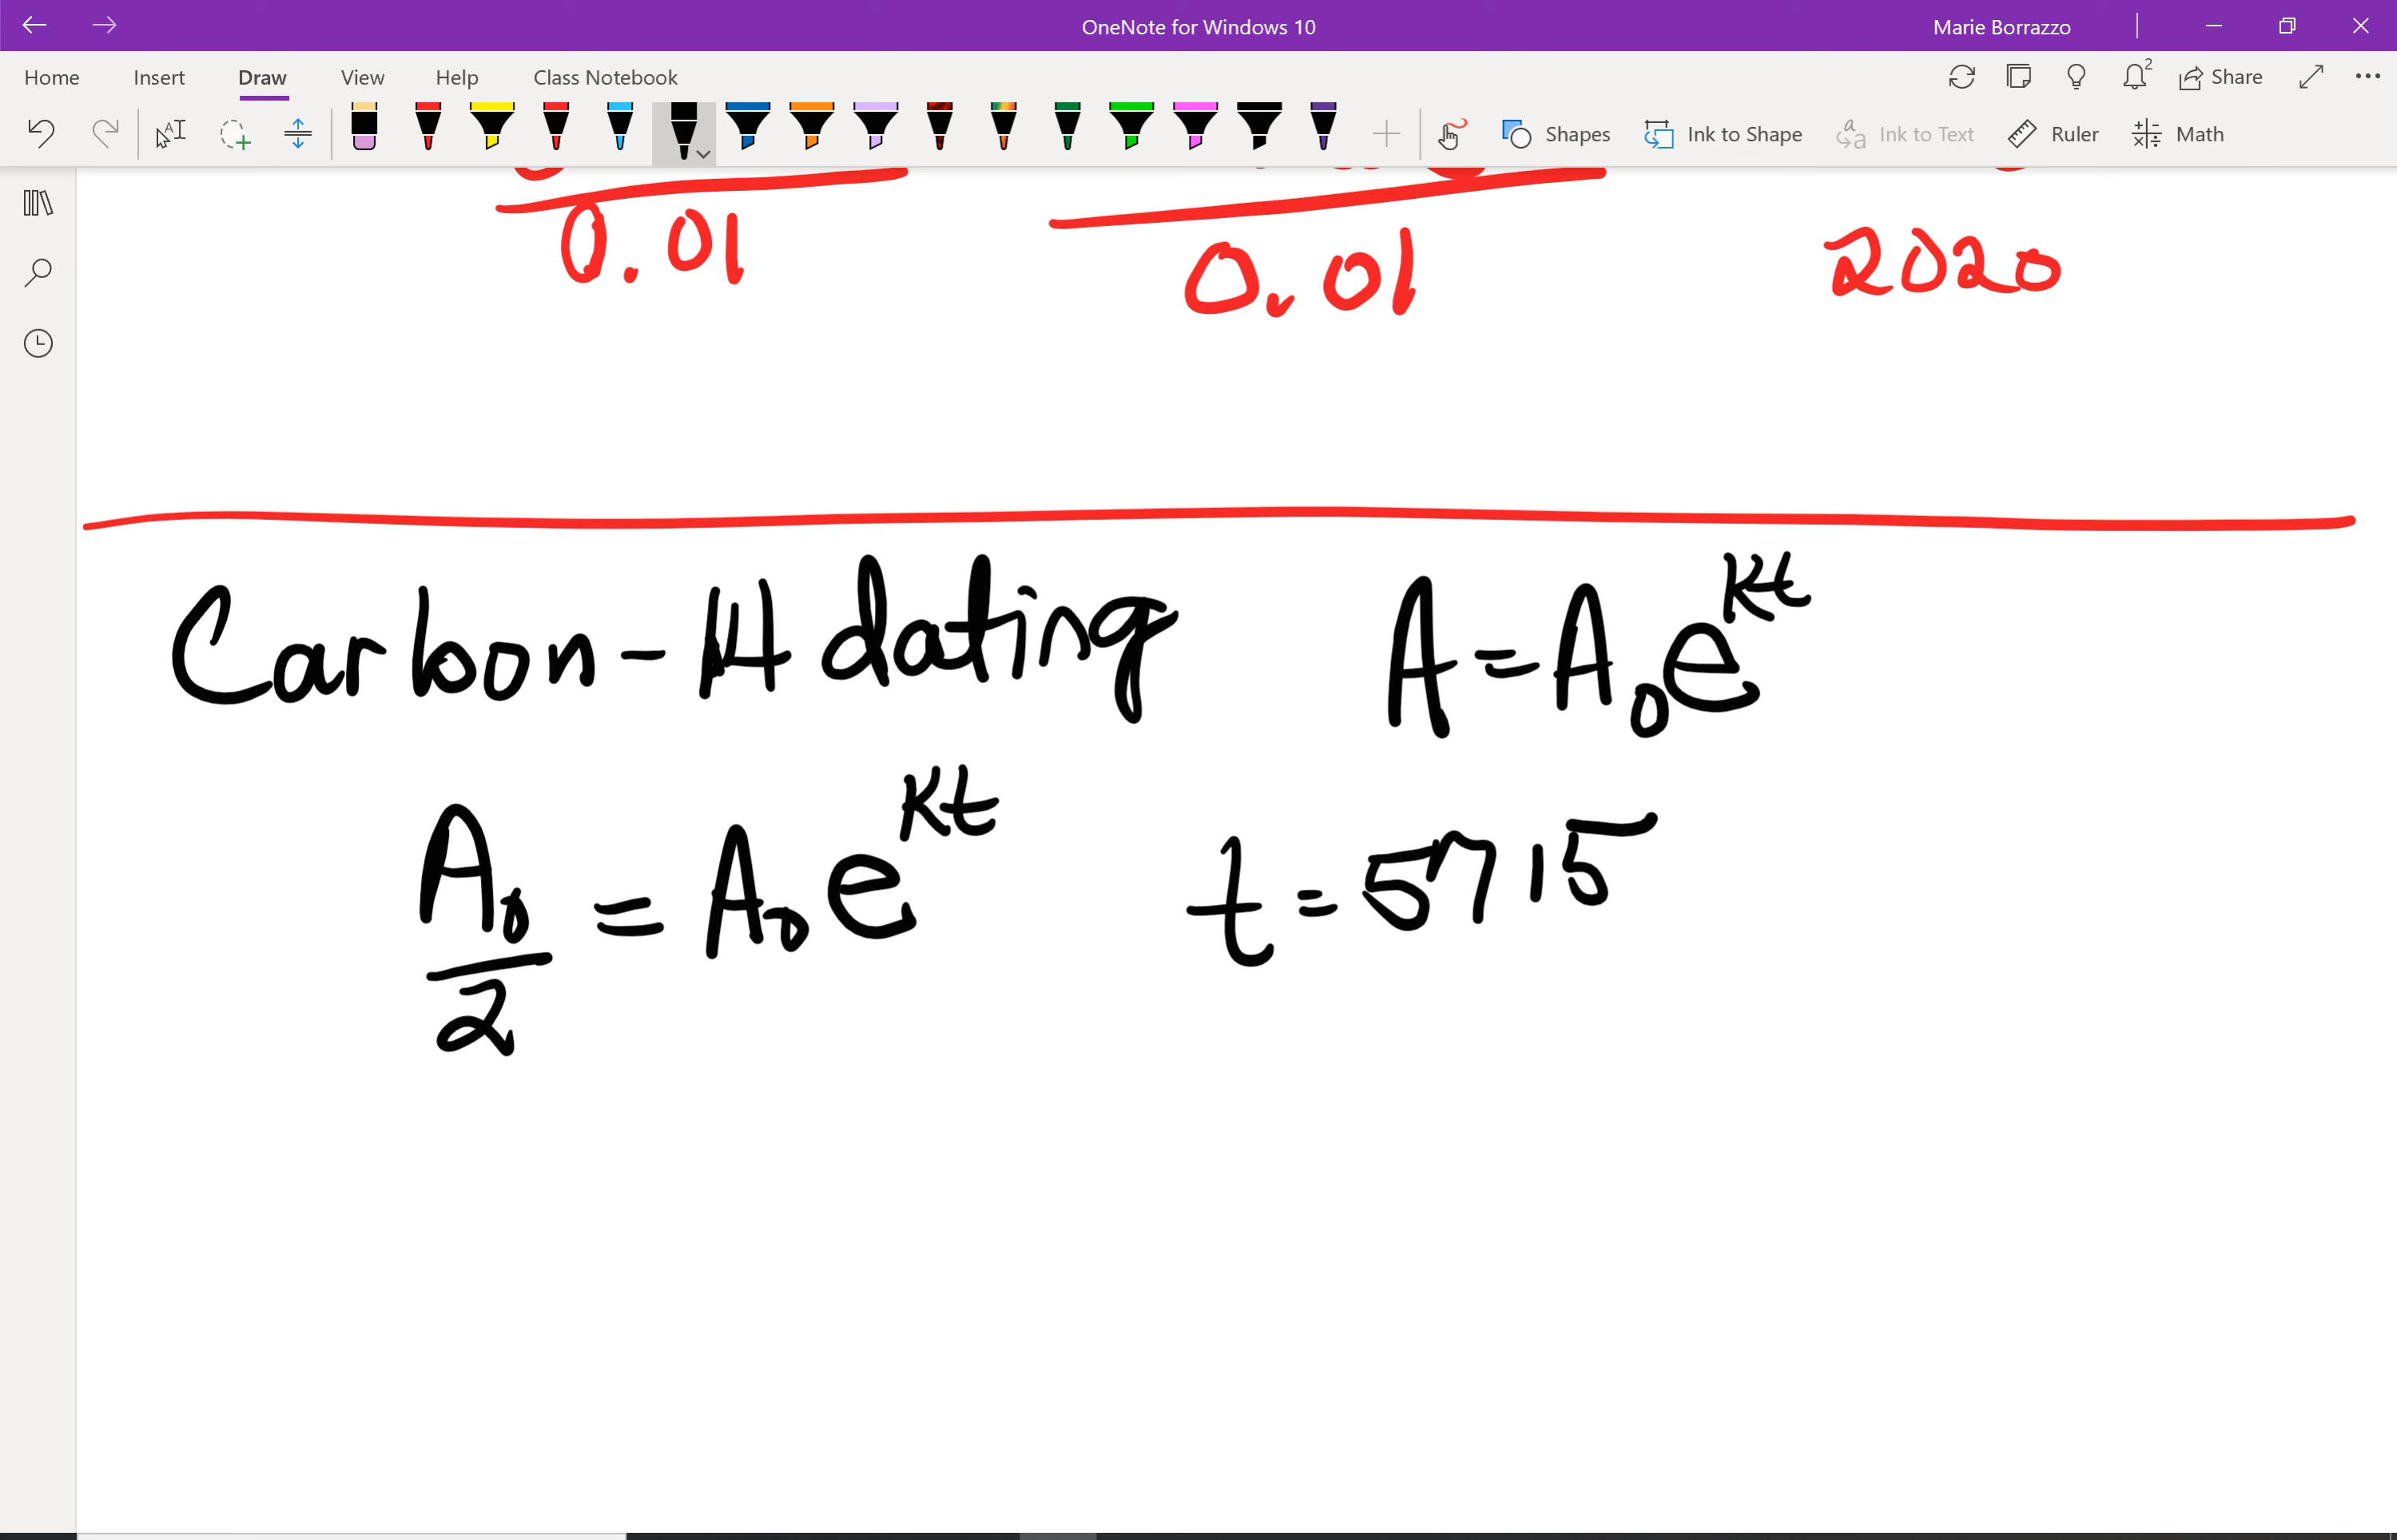 OneNote for Windows 10 Marie Borrazzo
Home Insert Draw View Help Class Notebook 2 Share
Shapes Ink to Shape Ink to Text Ruler Math
0.01 0.01 2020
Carbon-14 dating A=A₀e^kt
A₀/2 = A₀e^kt t=5715